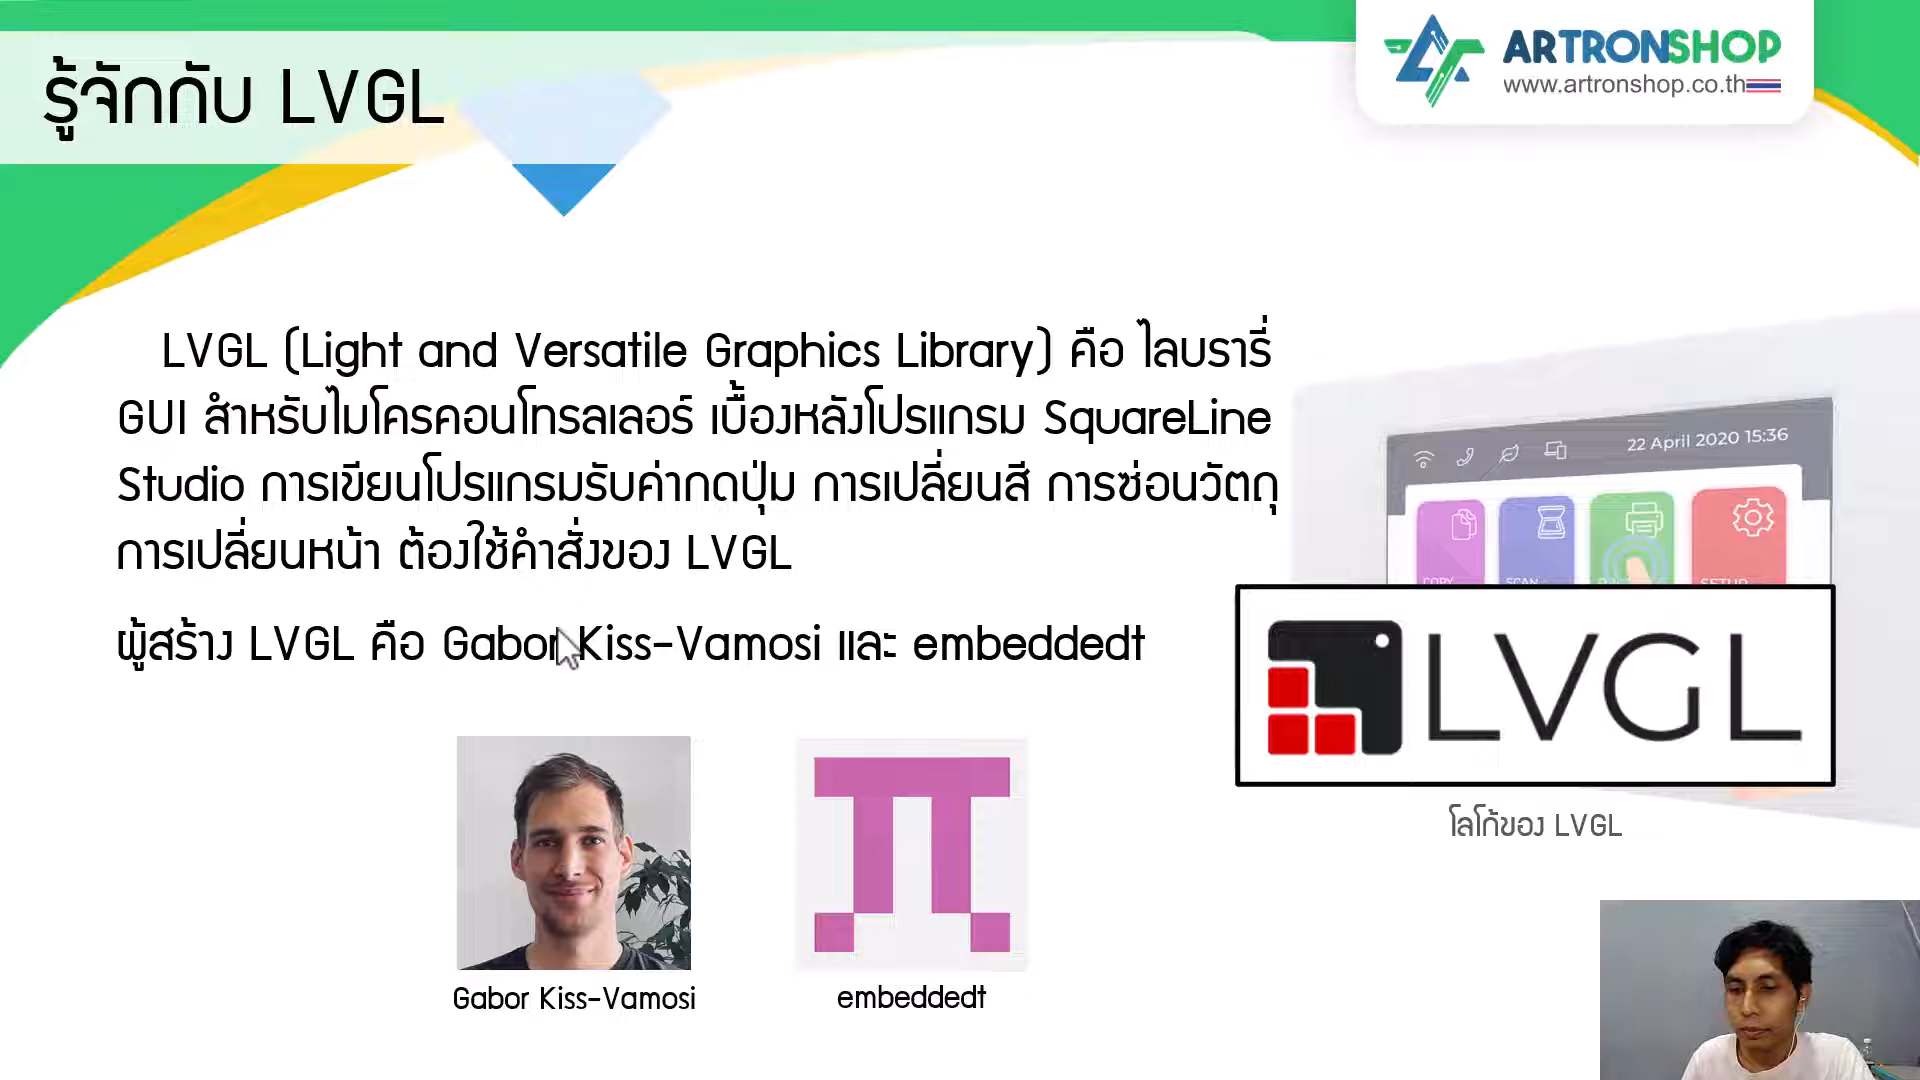 รู้จักกับ LVGL
ARTRONSHOP
www.artronshop.co.th
LVGL (Light and Versatile Graphics Library) คือ ไลบรารี่
GUI สำหรับไมโครคอนโทรลเลอร์ เบื้องหลังโปรแกรม SquareLine
Studio การเขียนโปรแกรมรับค่ากดปุ่ม การเปลี่ยนสี การซ่อนวัตถุ
การเปลี่ยนหน้า ต้องใช้คำสั่งของ LVGL
ผู้สร้าง LVGL คือ Gabor Kiss-Vamosi และ embeddedt
22 April 2020 15:36
COPY
SCAN
SETUP
LVGL
โลโก้ของ LVGL
Gabor Kiss-Vamosi
embeddedt